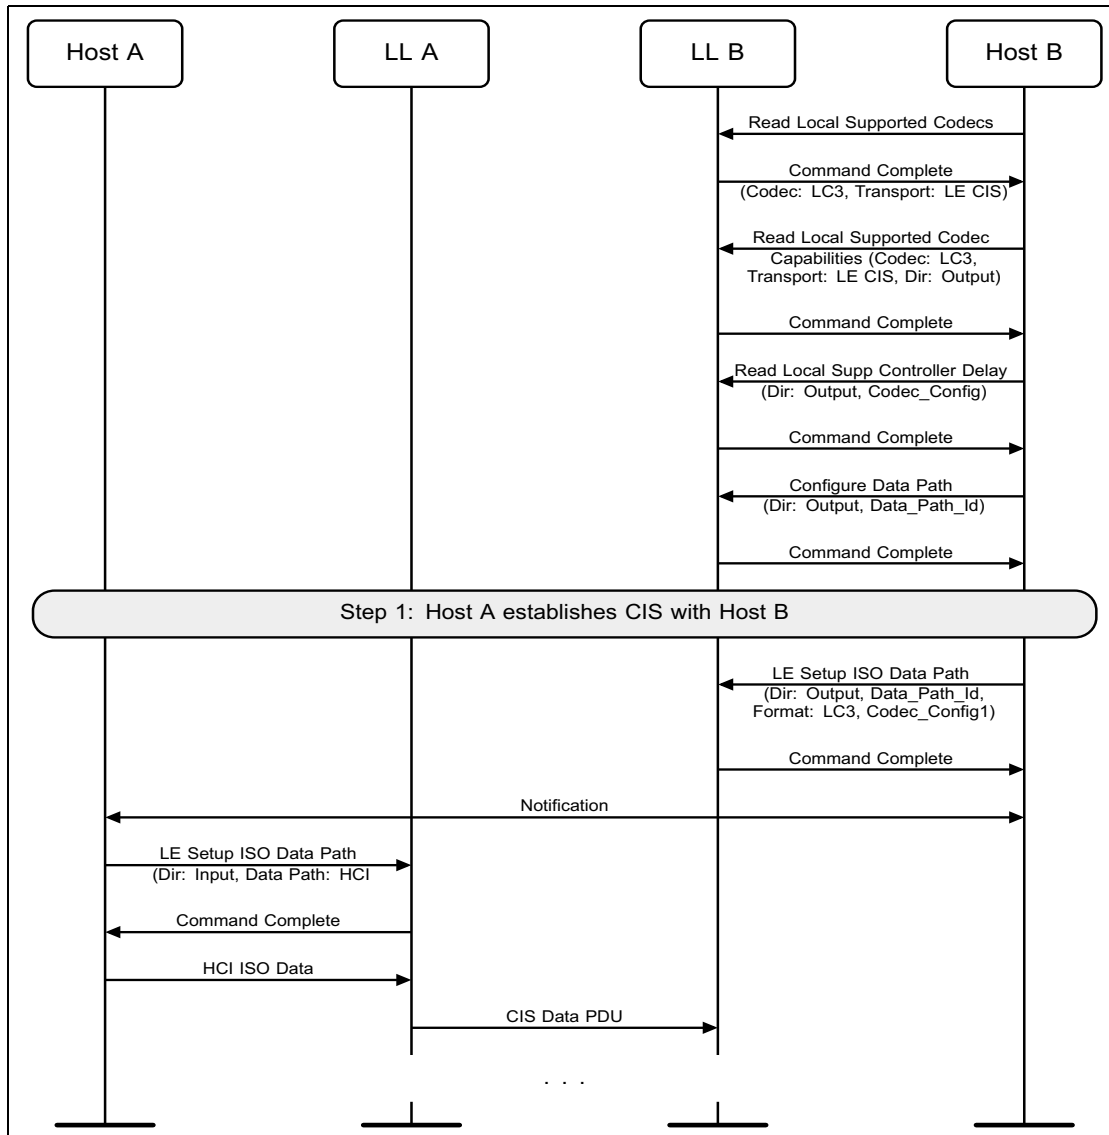 Host A
LL A
LL B
Host B
Read Local Supported Codecs
Command Complete
(Codec: LC3, Transport: LE CIS)
Read Local Supported Codec
Capabilities (Codec: LC3,
Transport: LE CIS, Dir: Output)
Command Complete
Read Local Supp Controller Delay
(Dir: Output, Codec_Config)
Command Complete
Configure Data Path
(Dir: Output, Data_Path_Id)
Command Complete
Step 1: Host A establishes CIS with Host B
LE Setup ISO Data Path
(Dir: Output, Data_Path_Id,
Format: LC3, Codec_Config1)
Command Complete
Notification
LE Setup ISO Data Path
(Dir: Input, Data Path: HCI
Command Complete
HCI ISO Data
CIS Data PDU
. . .